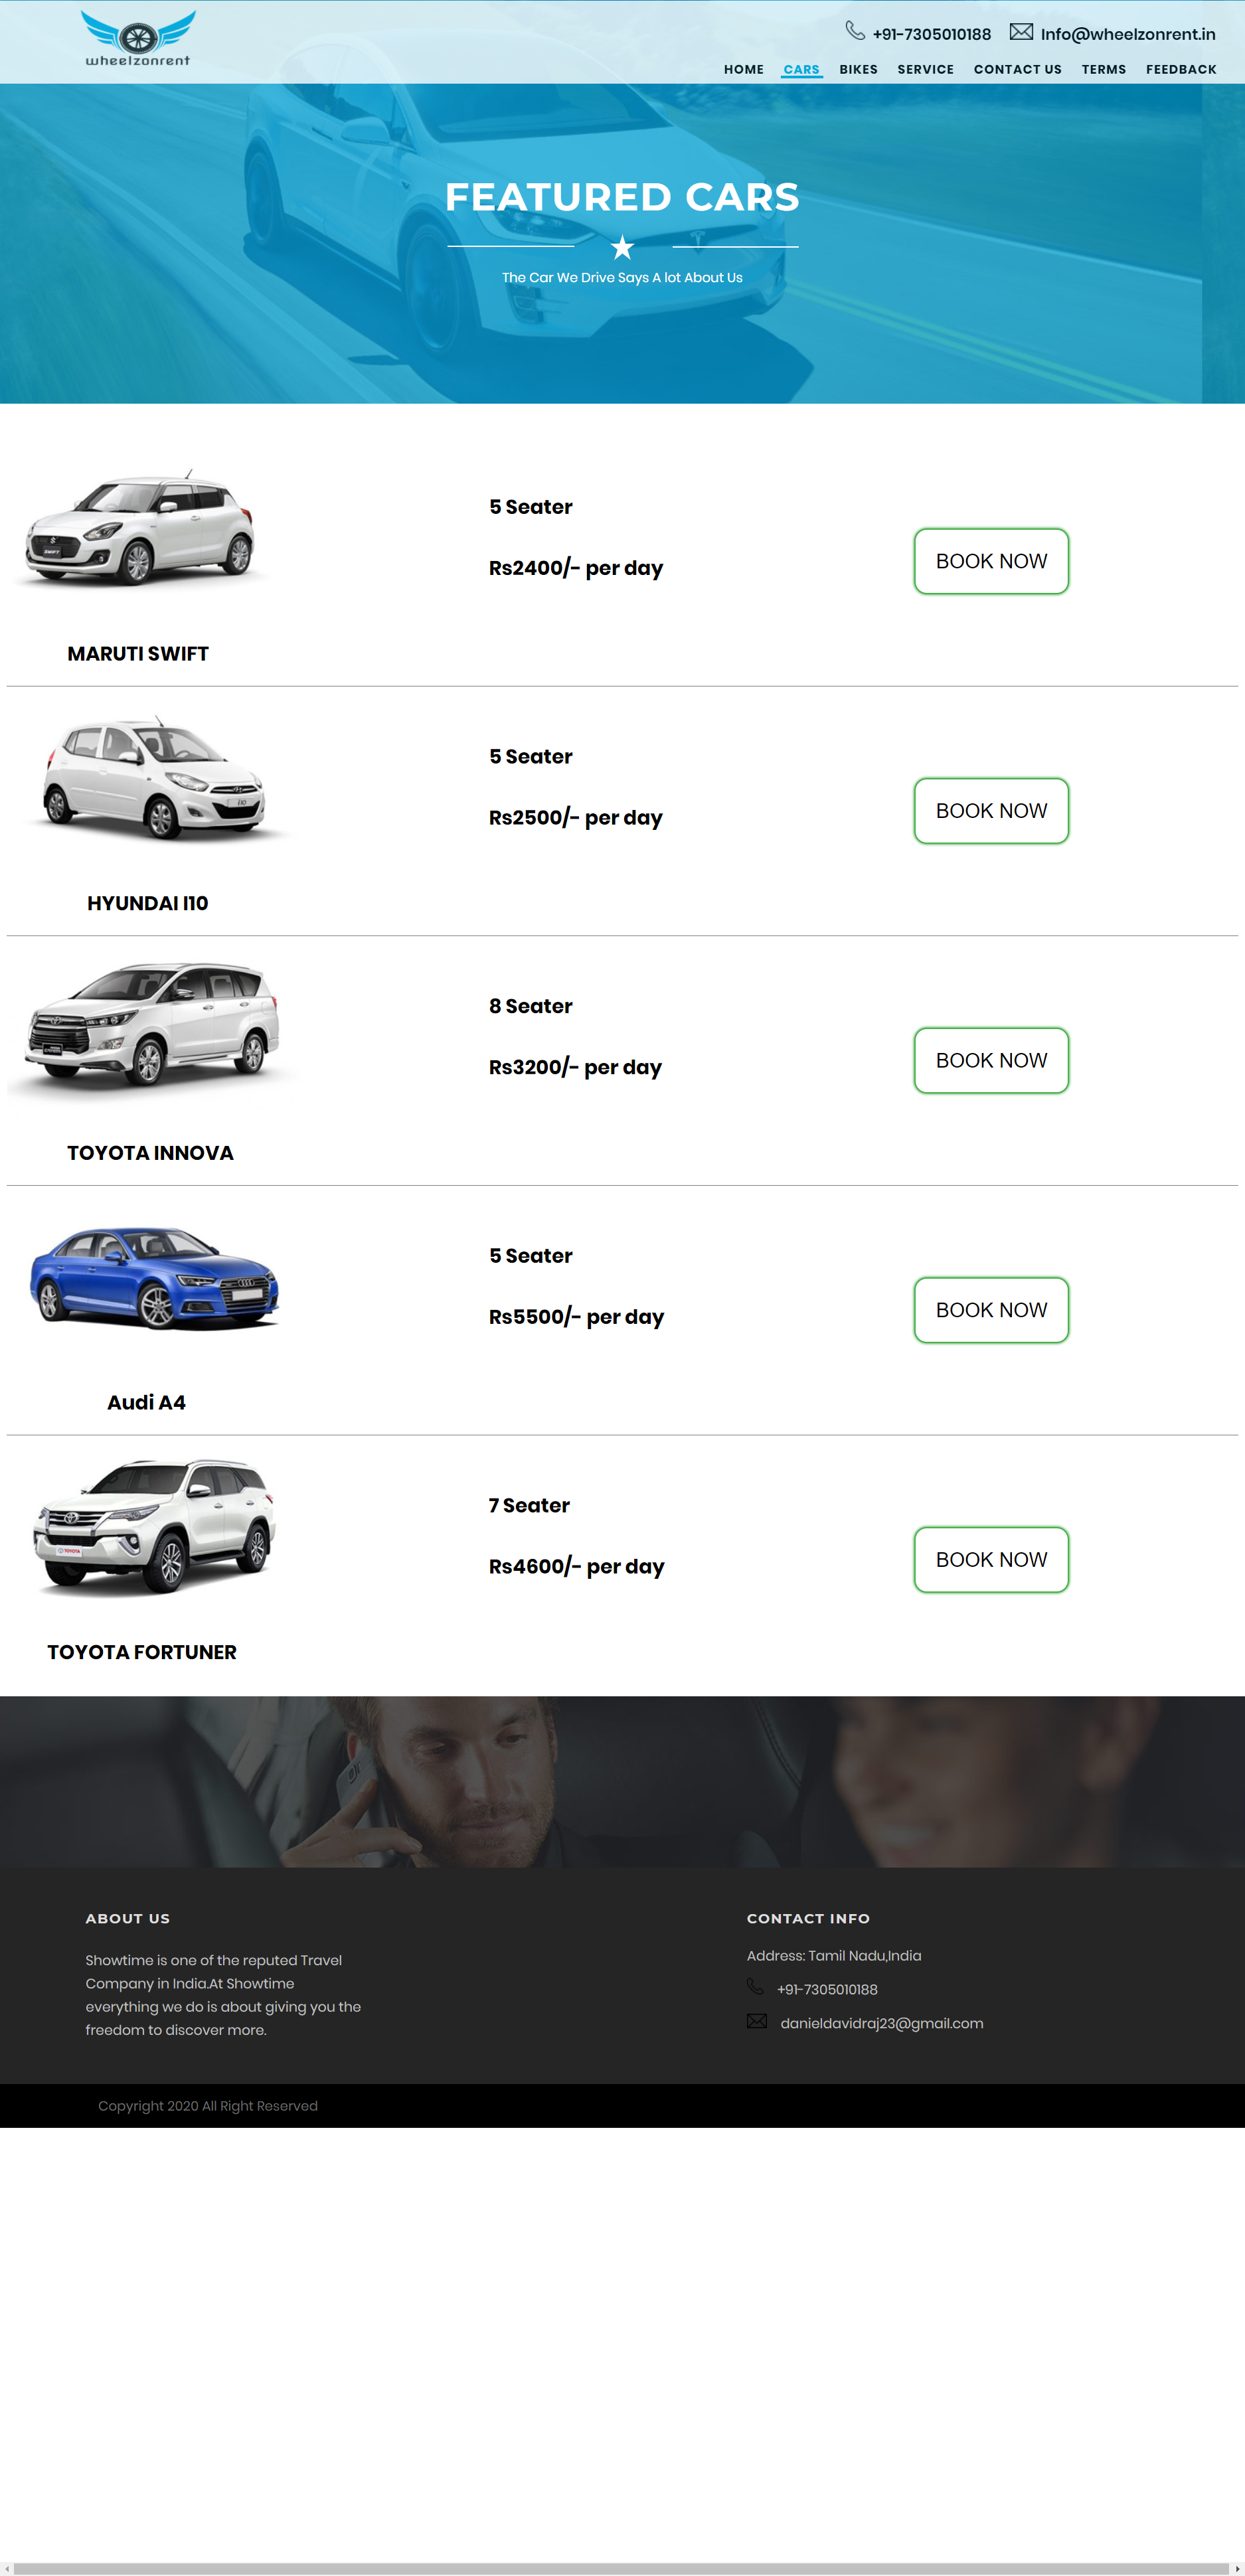 wheelzonrent
+91-7305010188 Info@wheelzonrent.in
HOME CARS BIKES SERVICE CONTACT US TERMS FEEDBACK
FEATURED CARS
The Car We Drive Says A lot About Us
5 Seater
Rs2400/- per day
BOOK NOW
SWIFT
MARUTI SWIFT
5 Seater
Rs2500/- per day
BOOK NOW
i10
HYUNDAI I10
8 Seater
Rs3200/- per day
BOOK NOW
TOYOTA INNOVA
5 Seater
Rs5500/- per day
BOOK NOW
Audi A4
7 Seater
Rs4600/- per day
BOOK NOW
TOYOTA
TOYOTA FORTUNER
ABOUT US
Showtime is one of the reputed Travel
Company in India.At Showtime
everything we do is about giving you the
freedom to discover more.
CONTACT INFO
Address: Tamil Nadu,India
+91-7305010188
danieldavidraj23@gmail.com
Copyright 2020 All Right Reserved